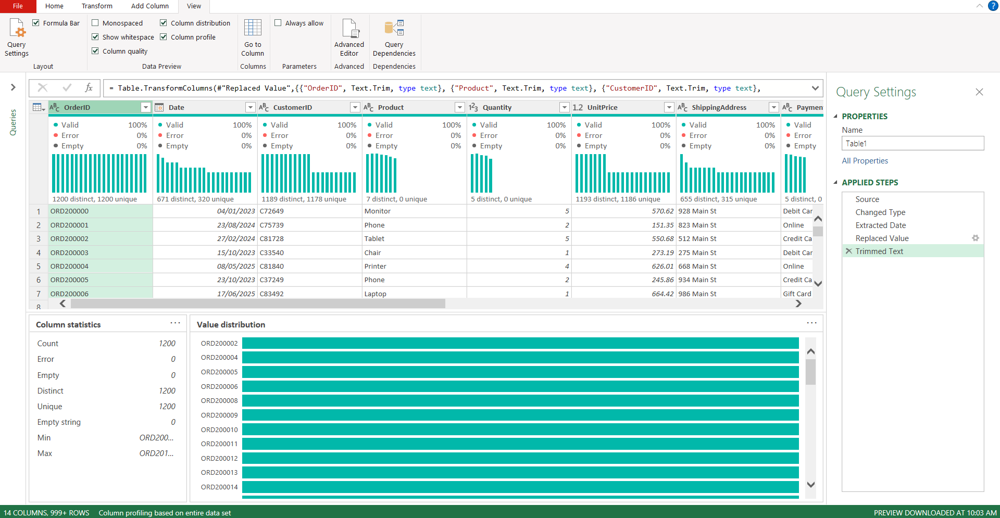 File Home Transform Add Column View
Formula Bar Monospaced Column distribution Always allow
Show whitespace Column profile
Query Settings Column quality Go to Column Advanced Editor Query Dependencies
Layout Data Preview Columns Parameters Advanced Dependencies
= Table.TransformColumns(#"Replaced Value",{{"OrderID", Text.Trim, type text}, {"Product", Text.Trim, type text}, {"CustomerID", Text.Trim, type text},
Queries
OrderID Date CustomerID Product Quantity UnitPrice ShippingAddress Paymen
Valid 100% Valid 100% Valid 100% Valid 100% Valid 100% Valid 100% Valid 100% Valid
Error 0% Error 0% Error 0% Error 0% Error 0% Error 0% Error 0% Error
Empty 0% Empty 0% Empty 0% Empty 0% Empty 0% Empty 0% Empty 0% Empty
1200 distinct, 1200 unique 671 distinct, 320 unique 1189 distinct, 1178 unique 7 distinct, 0 unique 5 distinct, 0 unique 1193 distinct, 1186 unique 655 distinct, 315 unique 5 distinct, 0
1 ORD200000 04/01/2023 C72649 Monitor 5 570.62 928 Main St Debit Car
2 ORD200001 23/08/2024 C75739 Phone 2 151.35 823 Main St Online
3 ORD200002 27/02/2024 C81728 Tablet 5 550.68 512 Main St Credit Ca
4 ORD200003 15/10/2023 C33540 Chair 1 273.19 275 Main St Debit Car
5 ORD200004 08/05/2025 C81840 Printer 4 626.01 668 Main St Online
6 ORD200005 23/10/2023 C37249 Phone 2 245.86 934 Main St Credit Ca
7 ORD200006 17/06/2025 C83492 Laptop 1 664.42 986 Main St Gift Card
8
Column statistics
Count 1200
Error 0
Empty 0
Distinct 1200
Unique 1200
Empty string 0
Min ORD200...
Max ORD201...
Value distribution
ORD200002
ORD200004
ORD200005
ORD200006
ORD200008
ORD200009
ORD200010
ORD200011
ORD200012
ORD200013
ORD200014
Query Settings
PROPERTIES
Name
Table1
All Properties
APPLIED STEPS
Source
Changed Type
Extracted Date
Replaced Value
Trimmed Text
14 COLUMNS, 999+ ROWS Column profiling based on entire data set PREVIEW DOWNLOADED AT 10:03 AM